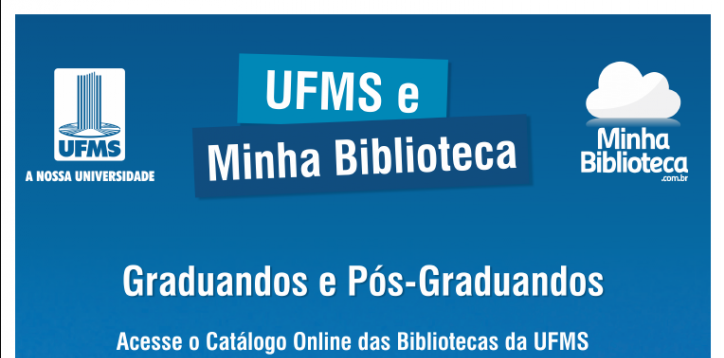 UFMS e
Minha Biblioteca
UFMS
A NOSSA UNIVERSIDADE
Minha
Biblioteca
.com.br
Graduandos e Pós-Graduandos
Acesse o Catálogo Online das Bibliotecas da UFMS